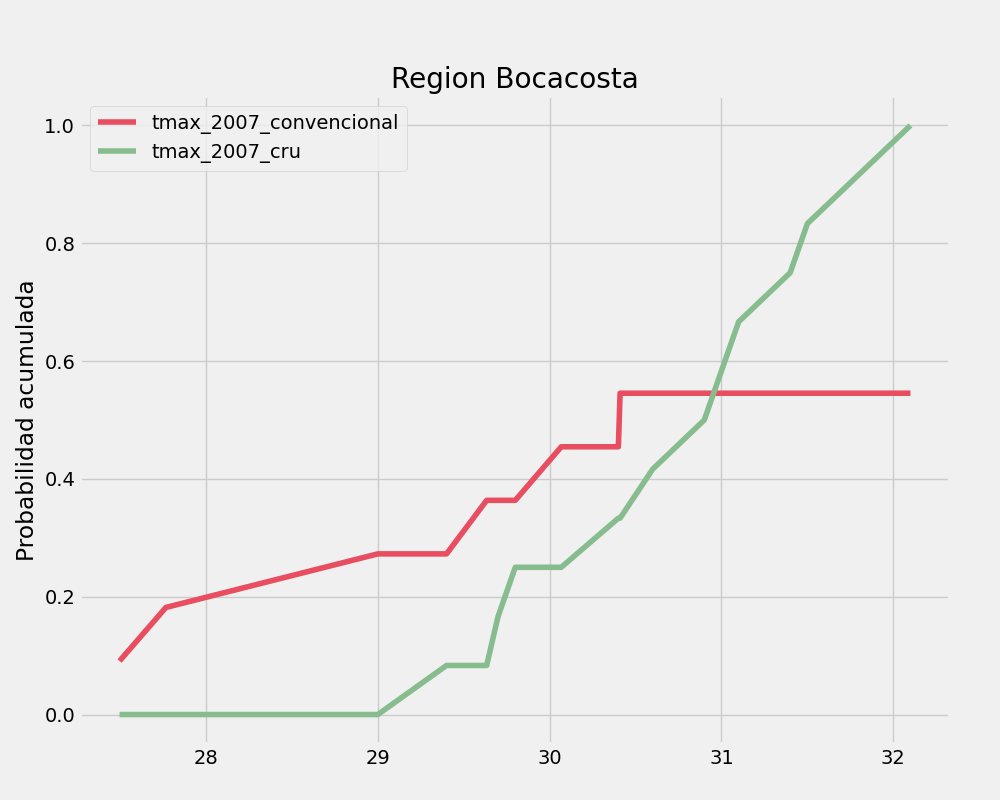 Region Bocacosta
tmax_2007_convencional
tmax_2007_cru
Probabilidad acumulada
1.0
0.8
0.6
0.4
0.2
0.0
28
29
30
31
32